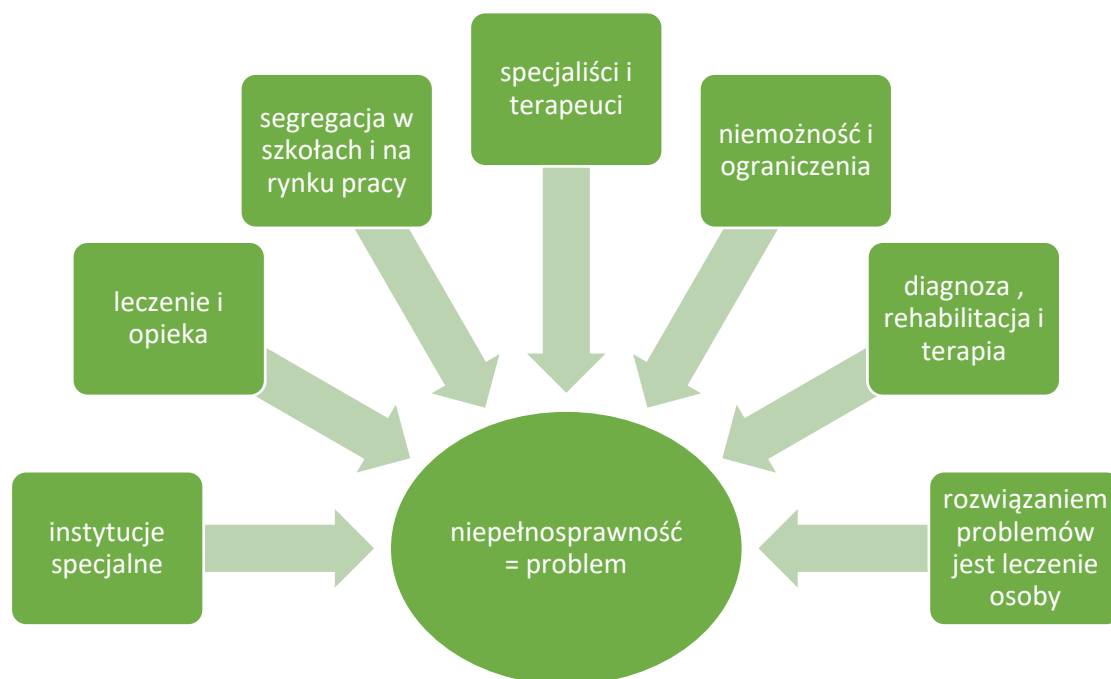 instytucje
specjalne
leczenie i
opieka
segregacja w
szkołach i na
rynku pracy
specjaliści i
terapeuci
niemożność i
ograniczenia
diagnoza ,
rehabilitacja i
terapia
rozwiązaniem
problemów
jest leczenie
osoby
niepełnosprawność
= problem